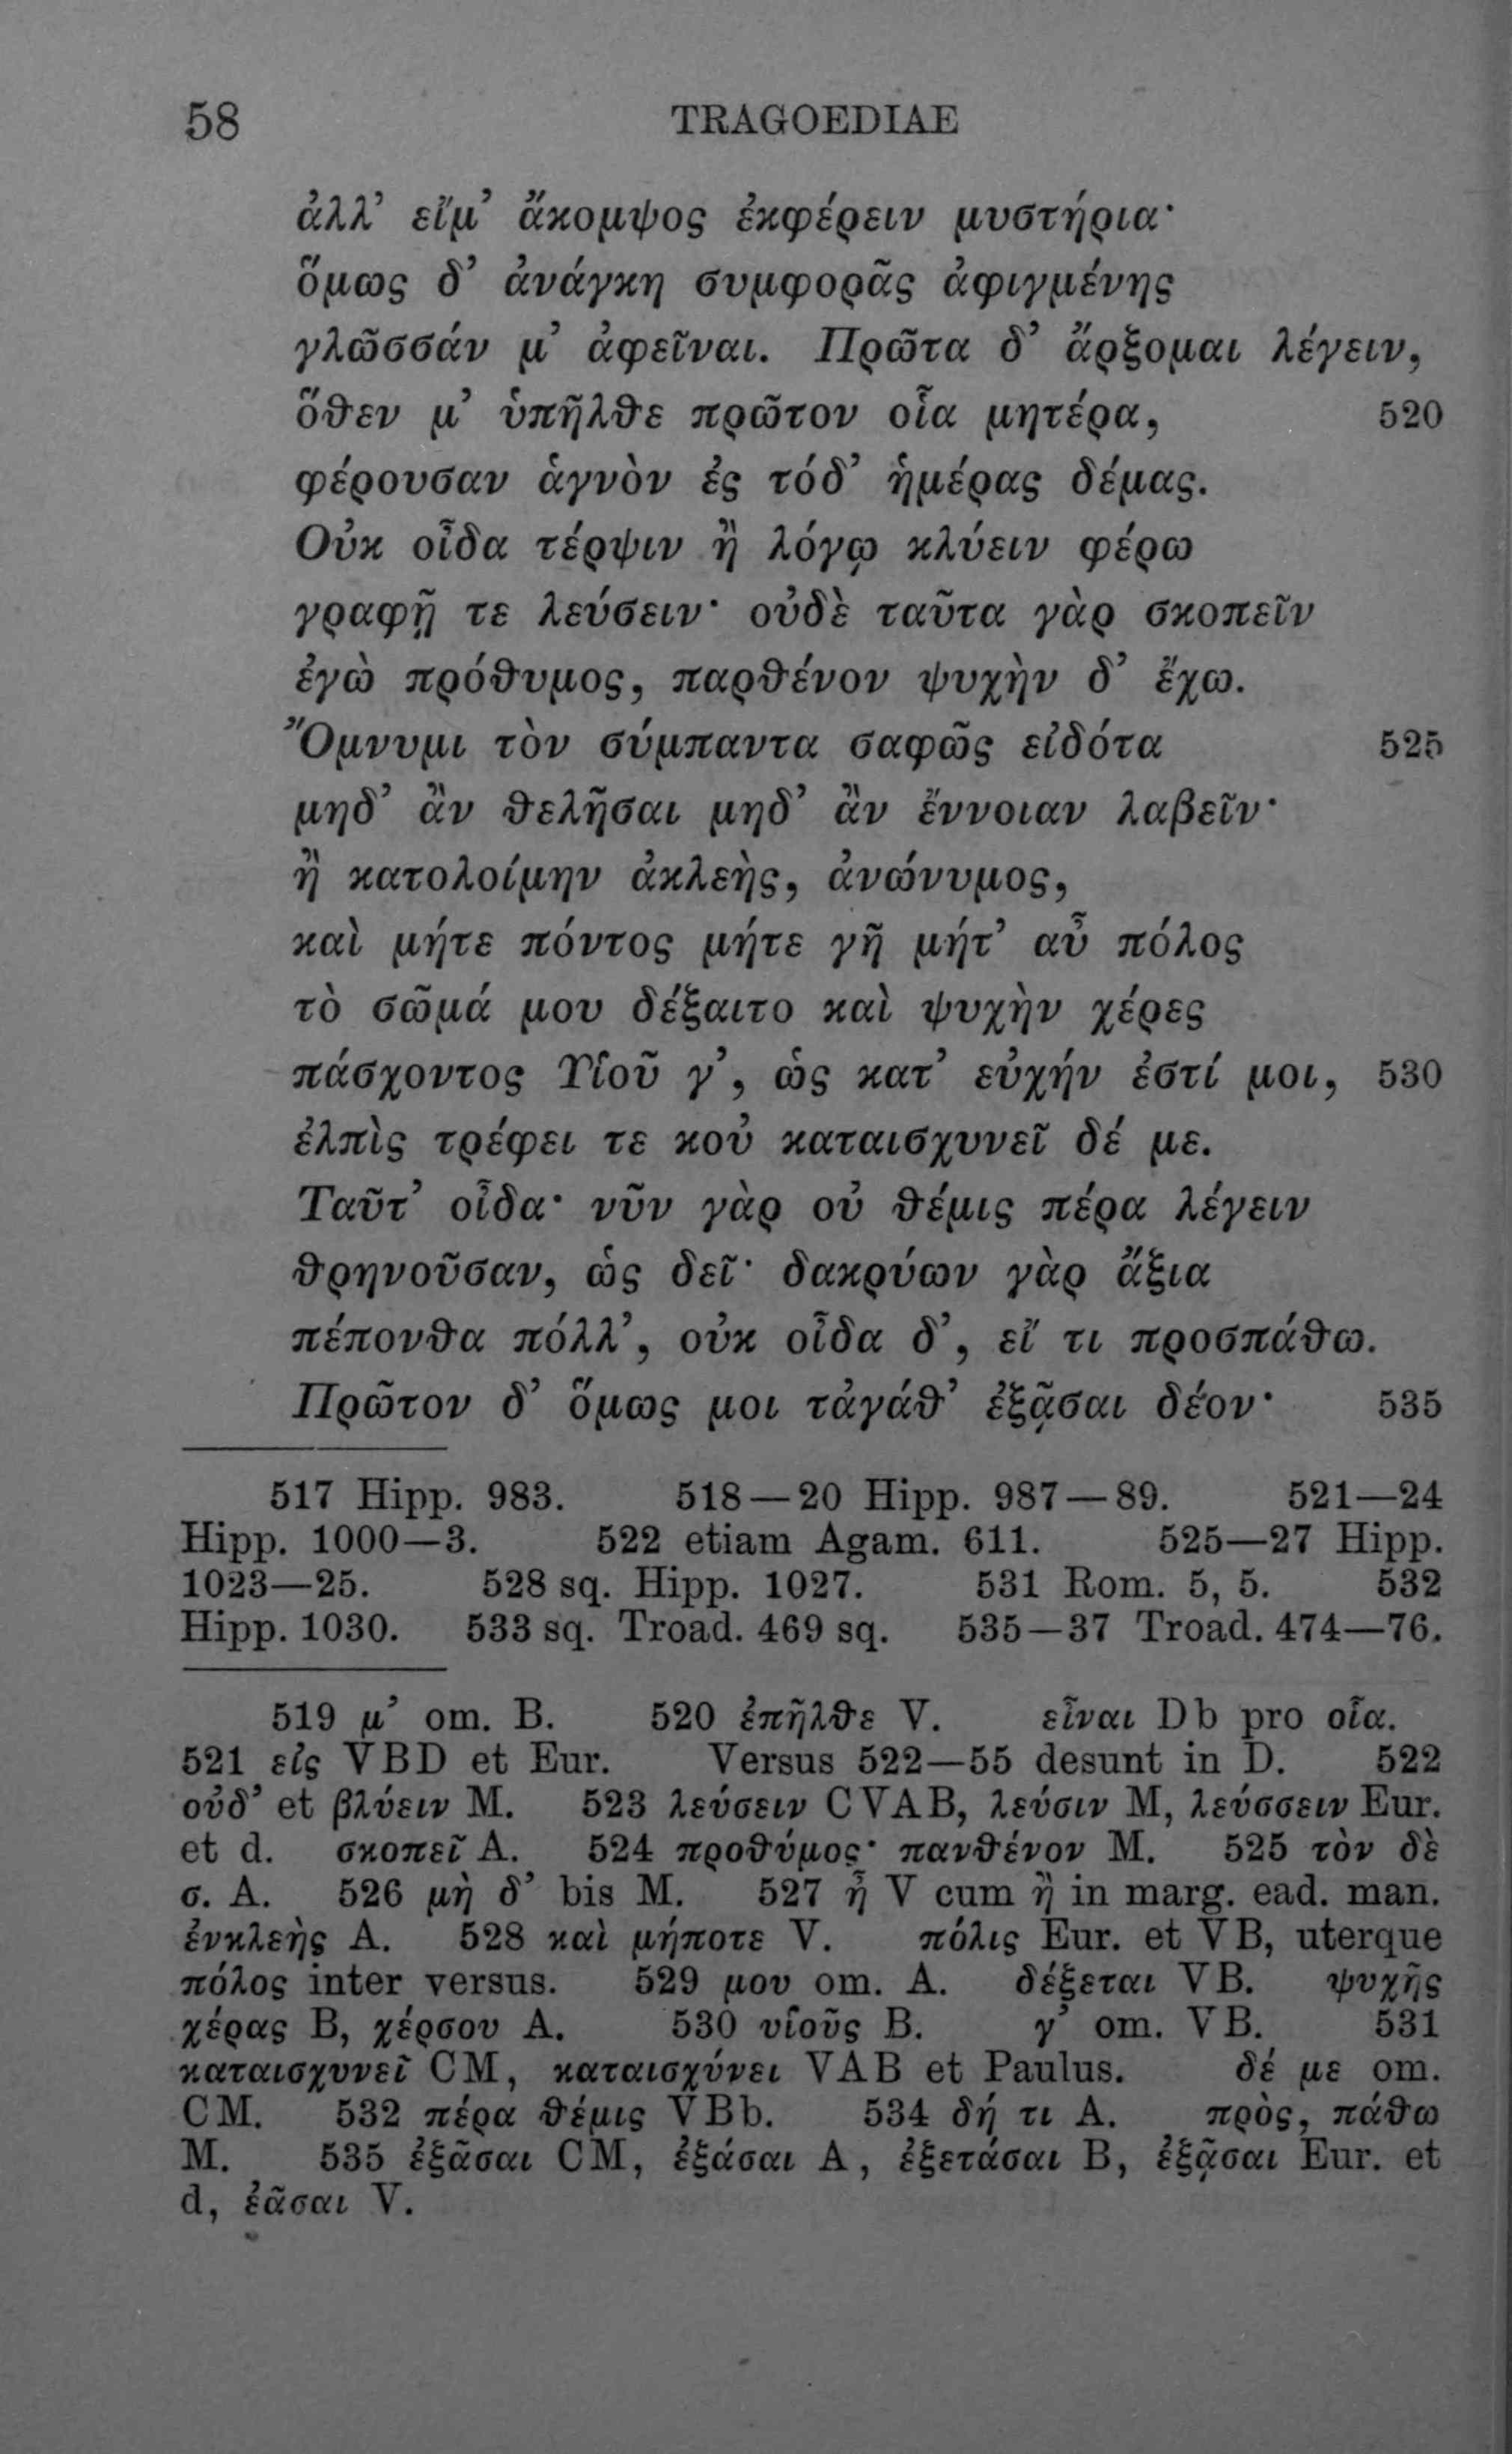 58 TRAGOEDIAE
ἀλλ’ εἴμ’ ἄκομψος ἐκφέρειν μυστήρια·
ὅμως δ’ ἀνάγκη συμφορᾶς ἀφιγμένης
γλῶσσάν μ’ ἀφεῖναι. Πρῶτα δ’ ἄρξομαι λέγειν,
ὅθεν μ’ ὑπῆλθε πρῶτον οἷα μητέρα, 520
φέρουσαν ἁγνὸν ἐς τόδ’ ἡμέρας δέμας.
Οὐκ οἶδα τέρψιν ἢ λόγῳ κλύειν φέρω
γραφῇ τε λεύσειν· οὐδὲ ταῦτα γὰρ σκοπεῖν
ἐγὼ πρόθυμος, παρθένον ψυχὴν δ’ ἔχω.
Ὄμνυμι τὸν σύμπαντα σαφῶς εἰδότα 525
μηδ’ ἂν θελῆσαι μηδ’ ἂν ἔννοιαν λαβεῖν·
ἢ κατολοίμην ἀκλεὴς, ἀνώνυμος,
καὶ μήτε πόντος μήτε γῆ μήτ’ αὖ πόλος
τὸ σῶμά μου δέξαιτο καὶ ψυχὴν χέρες
πάσχοντος Υἱοῦ γ’, ὡς κατ’ εὐχήν ἐστί μοι, 530
ἐλπὶς τρέφει τε κοὐ καταισχυνεῖ δέ με.
Ταῦτ’ οἶδα· νῦν γὰρ οὐ θέμις πέρα λέγειν
θρηνοῦσαν, ὡς δεῖ· δακρύων γὰρ ἄξια
πέπονθα πόλλ’, οὐκ οἶδα δ’, εἴ τι προσπάθω.
Πρῶτον δ’ ὅμως μοι τἀγάθ’ ἐξᾷσαι δέον· 535
517 Hipp. 983. 518—20 Hipp. 987—89. 521—24
Hipp. 1000—3. 522 etiam Agam. 611. 525—27 Hipp.
1023—25. 528 sq. Hipp. 1027. 531 Rom. 5, 5. 532
Hipp. 1030. 533 sq. Troad. 469 sq. 535—37 Troad. 474—76.
519 μ’ om. B. 520 ἐπῆλθε V. εἶναι Db pro οἷα.
521 εἰς VBD et Eur. Versus 522—55 desunt in D. 522
οὐδ’ et βλύειν M. 523 λεύσειν CVAB, λεύσιν M, λεύσσειν Eur.
et d. σκοπεῖ A. 524 προθύμος· πανθένον M. 525 τὸν δὲ
σ. A. 526 μὴ δ’ bis M. 527 ἦ V cum ἢ in marg. ead. man.
ἐνκλεὴς A. 528 καὶ μήποτε V. πόλις Eur. et VB, uterque
πόλος inter versus. 529 μου om. A. δέξεται VB. ψυχῆς
χέρας B, χέρσου A. 530 υἱοῦς B. γ’ om. VB. 531
καταισχυνεῖ CM, καταισχύνει VAB et Paulus. δέ με om.
CM. 532 πέρα θέμις VBb. 534 δή τι A. πρὸς, πάθω
M. 535 ἐξᾶσαι CM, ἐξάσαι A, ἐξετάσαι B, ἐξᾷσαι Eur. et
d, ἐᾶσαι V.